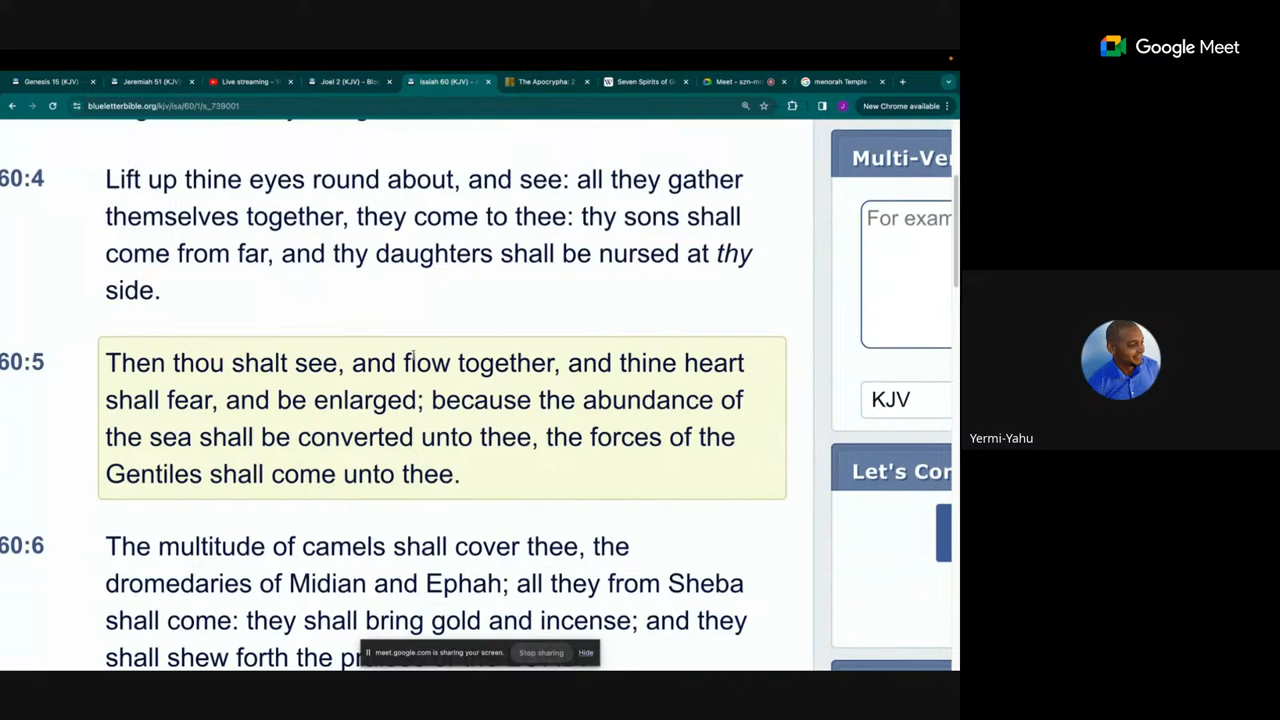 Google Meet
Genesis 15 (KJV)
Jeremiah 51 (KJV)
Live streaming -
Joel 2 (KJV) - Blu
Isaiah 60 (KJV) -
The Apocrypha: 2
Seven Spirits of G
Meet - szn-m
menorah Temple -
blueletterbible.org/kjv/isa/60/1/s_739001
New Chrome available
60:4
Lift up thine eyes round about, and see: all they gather
themselves together, they come to thee: thy sons shall
come from far, and thy daughters shall be nursed at thy
side.
60:5
Then thou shalt see, and flow together, and thine heart
shall fear, and be enlarged; because the abundance of
the sea shall be converted unto thee, the forces of the
Gentiles shall come unto thee.
60:6
The multitude of camels shall cover thee, the
dromedaries of Midian and Ephah; all they from Sheba
shall come: they shall bring gold and incense; and they
shall shew forth the
meet.google.com is sharing your screen.
Stop sharing
Hide
Multi-Ve
For exam
KJV
Let's Co
Yermi-Yahu